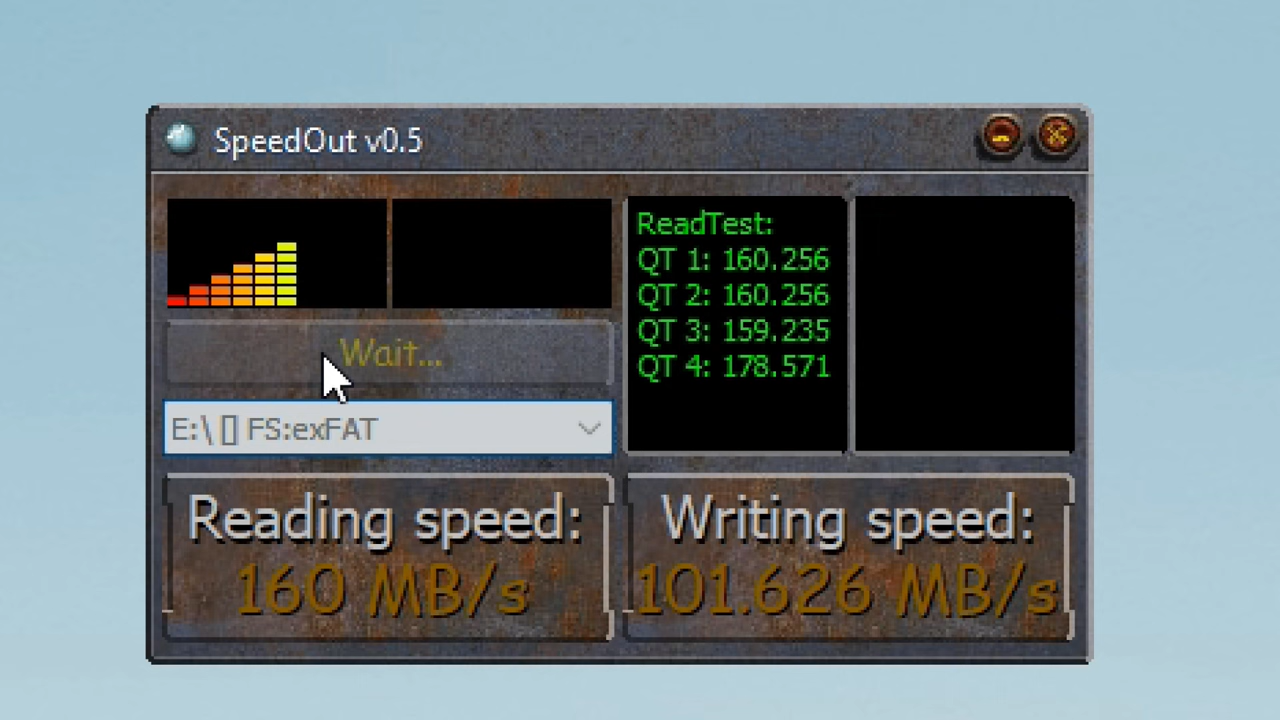 SpeedOut v0.5
Wait...
E:\ [] FS:exFAT
ReadTest:
QT 1: 160.256
QT 2: 160.256
QT 3: 159.235
QT 4: 178.571
Reading speed:
160 MB/s
Writing speed:
101.626 MB/s